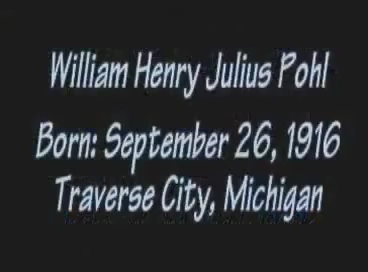 William Henry Julius Pohl
Born: September 26, 1916
Traverse City, Michigan